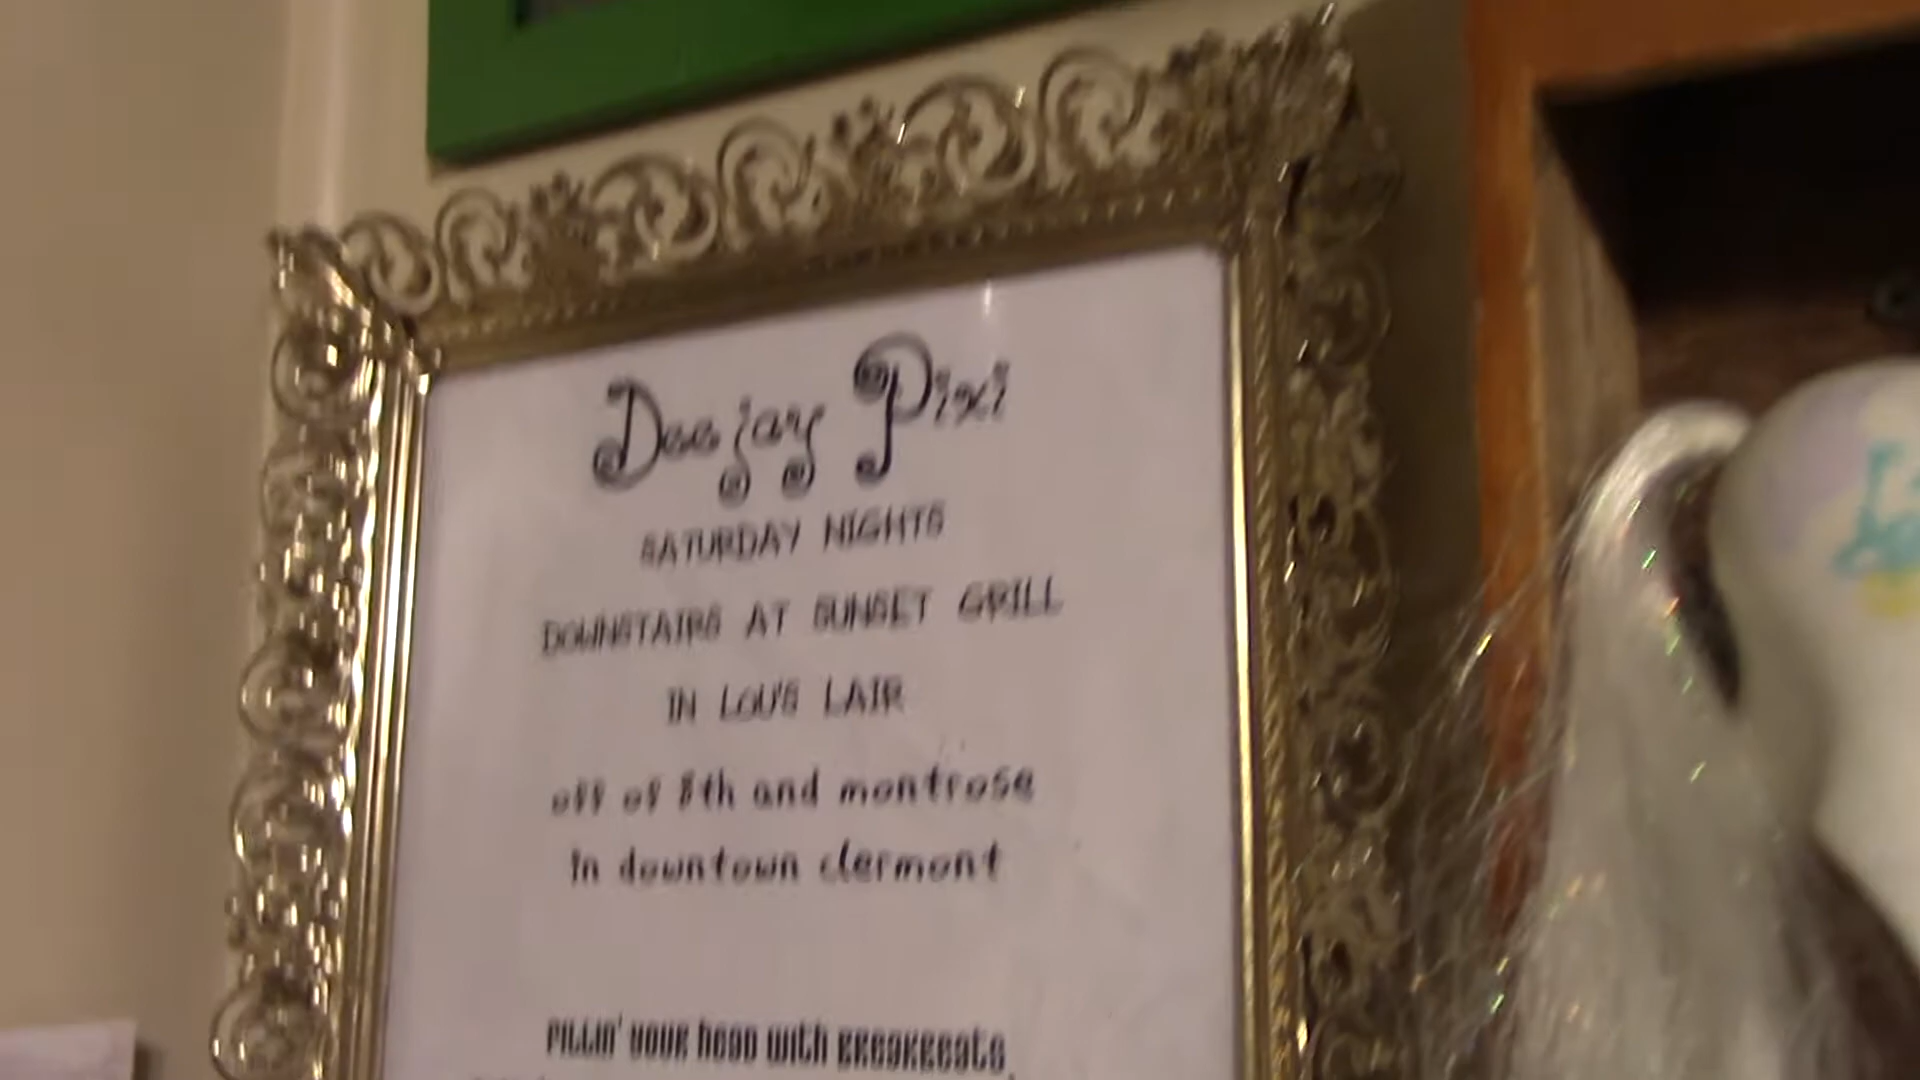 Deejay Pixi
SATURDAY NIGHTS
DOWNSTAIRS AT SUNSET GRILL
IN LOU'S LAIR
off of 8th and montrose
In downtown clermont
FILLIN' YOUR HEAD WITH BREAKBEATS